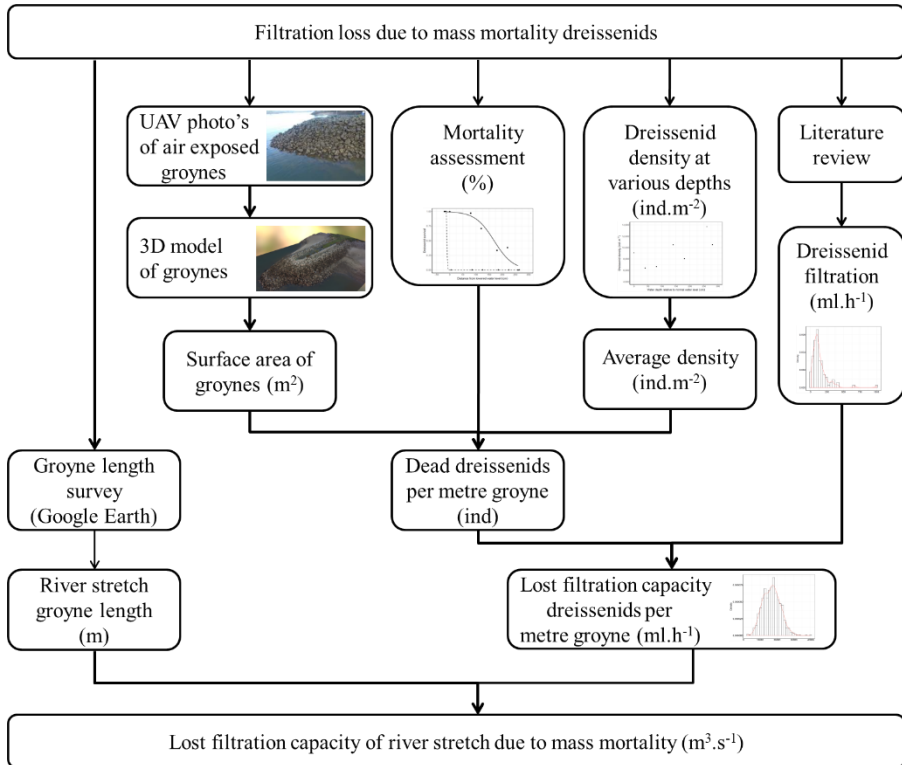 Filtration loss due to mass mortality dreissenids
UAV photo's
of air exposed
groynes
Mortality
assessment
(%)
Dreissenid
density at
various depths
(ind.m⁻²)
Literature
review
3D model
of groynes
Dreissenid
filtration
(ml.h⁻¹)
Surface area of
groynes (m²)
Average density
(ind.m⁻²)
Groyne length
survey
(Google Earth)
Dead dreissenids
per metre groyne
(ind)
River stretch
groyne length
(m)
Lost filtration capacity
dreissenids per
metre groyne (ml.h⁻¹)
Lost filtration capacity of river stretch due to mass mortality (m³.s⁻¹)